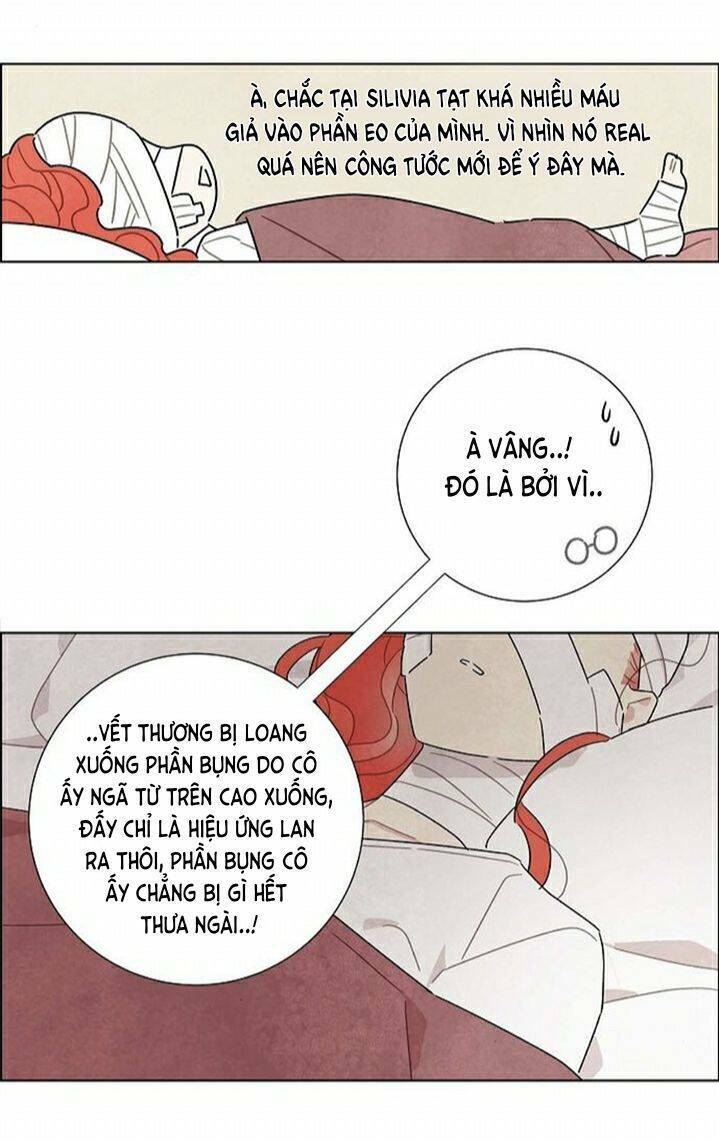 À, CHẮC TẠI SILIVIA TẠT KHÁ NHIỀU MÁU
GIẢ VÀO PHẦN EO CỦA MÌNH. VÌ NHÌN NÓ REAL
QUÁ NÊN CÔNG TƯỚC MỚI ĐỂ Ý ĐÂY MÀ.
À VÂNG..!
ĐÓ LÀ BỞI VÌ..
..VẾT THƯƠNG BỊ LOANG
XUỐNG PHẦN BỤNG DO CÔ
ẤY NGÃ TỪ TRÊN CAO XUỐNG,
ĐẤY CHỈ LÀ HIỆU ỨNG LAN
RA THÔI, PHẦN BỤNG CÔ
ẤY CHẲNG BỊ GÌ HẾT
THƯA NGÀI..!